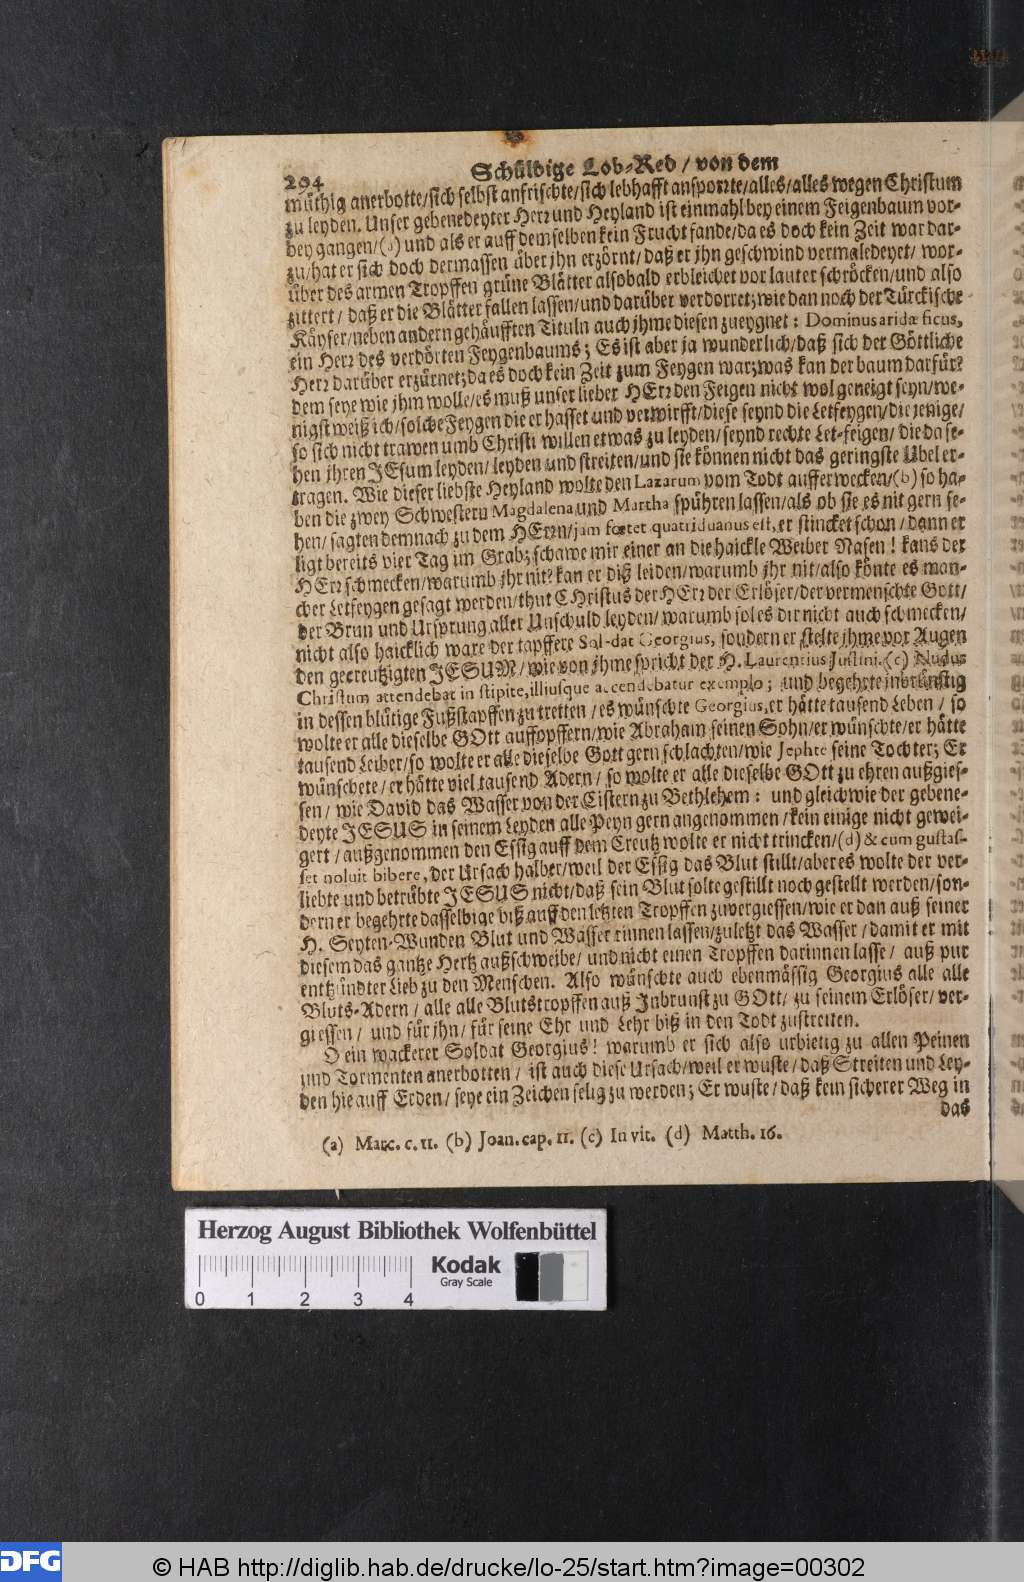 294
Schüldige Lob-Red / von dem
müthig anerbotte/sich selbst anfrischte/sich lebhafft ansporrte/alles/alles wegen Christum
zu leyden. Unser gebenedeyter Herr und Heyland ist einmahl bey einem Feigenbaum vor-
bey gangen/(a) und als er auff demselben kein Frucht fande/da es doch kein Zeit war dar-
zu/hat er sich doch dermassen über jhn erzörnt/daß er jhn geschwind vermaledeyet/ wor-
über des armen Tropffen grüne Blätter alsobald erbleichet vor lauter schröcken/und also
zittert/ daß er die Blätter fallen lassen/und darüber verdorret; wie dan noch der Türckische
Käyser/neben andern gehäufften Tituln auch jhme diesen zueygnet: Dominus aridæ ficus,
ein Herr des verdörten Feygenbaums; Es ist aber ja wunderlich/daß sich der Göttliche
Herr darüber erzürnet; da es doch kein Zeit zum Feygen war; was kan der baum darfür?
dem seye wie jhm wolle/es muß unser lieber HErr den Feigen nicht wol geneigt seyn/we-
nigst weiß ich/solche Feygen die er hasset und verwirfft/diese seynd die Letfeygen/die jenige/
so sich nicht trawen umb Christi willen etwas zu leyden/seynd rechte Let-feigen/ die da se-
hen jhren JEsum leyden/ leyden und streiten/und sie können nicht das geringste Ubel er-
tragen. Wie dieser liebste Heyland wolte den Lazarum vom Todt aufferwecken/(b) so ha-
ben die zwey Schwestern Magdalena und Martha spühren lassen/als ob sie es nit gern se-
hen/ sagten demnach zu dem HErrn/jam fœtet quatriduanus est, er stincket schon/ dann er
ligt bereits vier Tag im Grab; schawe mir einer an die haickle Weiber Nasen! kans der
HErr schmecken/warumb jhr nit? kan er diß leiden/warumb jhr nit/also könte es man-
cher Letfeygen gesagt werden/thut CHristus der HErr der Erlöser/der vermenschte Gott/
der Brun und Ursprung aller Unschuld leyden/warumb soles dir nicht auch schmecken/
nicht also haicklich ware der tapffere Sol-dat Georgius, sondern er stelte jhme vor Augen
den gecreutzigten JESUM/wie von jhme spricht der H. Laurentius Justini.(c) Nudus
Christum attendebat in stipite, illiusque accendebatur exemplo; und begehrte inbrünstig
in dessen blütige Fußstapffen zu tretten/ es wünschte Georgius, er hätte tausend Leben/ so
wolte er alle dieselbe GOtt auffopffern/wie Abraham seinen Sohn/er wünschte/er hätte
tausend Leiber/so wolte er alle dieselbe Gott gern schlachten/wie Jephte seine Tochter; Er
wünschete/ er hätte viel tausend Adern/ so wolte er alle dieselbe GOtt zu ehren außgies-
sen/ wie David das Wasser von der Cistern zu Bethlehem: und gleichwie der gebene-
deyte JESUS in seinem Leyden alle Peyn gern angenommen/kein einige nicht gewei-
gert/außgenommen den Essig auff dem Creutz wolte er nicht trincken/(d) & cum gustas-
set noluit bibere, der Ursach halber/weil der Essig das Blut stillt/aber es wolte der ver-
liebte und betrübte JESUS nicht/daß sein Blut solte gestillt noch gestellt werden/son-
dern er begehrte dasselbige biß auff den letzten Tropffen zuvergiessen/wie er dan auß seiner
H. Seyten-Wunden Blut und Wasser rinnen lassen/zuletzt das Wasser/damit er mit
diesem das gantze Hertz außschweibe/ und nicht einen Tropffen darinnen lasse/ auß pur
entzündter Lieb zu den Menschen. Also wünschte auch ebenmässig Georgius alle alle
Bluts-Adern/ alle alle Blutstropffen auß Inbrunst zu GOtt/ zu seinem Erlöser/ ver-
giessen/ und für jhn/ für seine Ehr und Lehr biß in den Todt zustreiten.
O ein wackerer Soldat Georgius! warumb er sich also urbietig zu allen Peinen
und Tormenten anerbotten/ ist auch diese Ursach/weil er wuste/daß Streiten und Ley-
den hie auff Erden/ seye ein Zeichen selig zu werden; Er wuste/daß kein sicherer Weg in
das
(a) Marc. c. 11. (b) Joan. cap. 11. (c) In vit. (d) Matth. 16.
Herzog August Bibliothek Wolfenbüttel
Kodak
Gray Scale
0 1 2 3 4
DFG
© HAB http://diglib.hab.de/drucke/lo-25/start.htm?image=00302